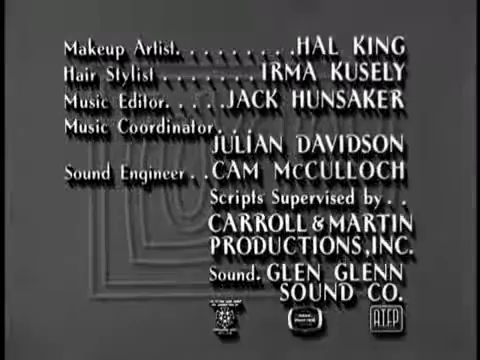 Makeup Artist. . . . . . . . .HAL KING
Hair Stylist . . . . . . .IRMA KUSELY
Music Editor. . . . .JACK HUNSAKER
Music Coordinator. . .
JULIAN DAVIDSON
Sound Engineer . .CAM McCULLOCH
Scripts Supervised by. . .
CARROLL & MARTIN
PRODUCTIONS, INC.
Sound. GLEN GLENN
SOUND CO.
ATFP